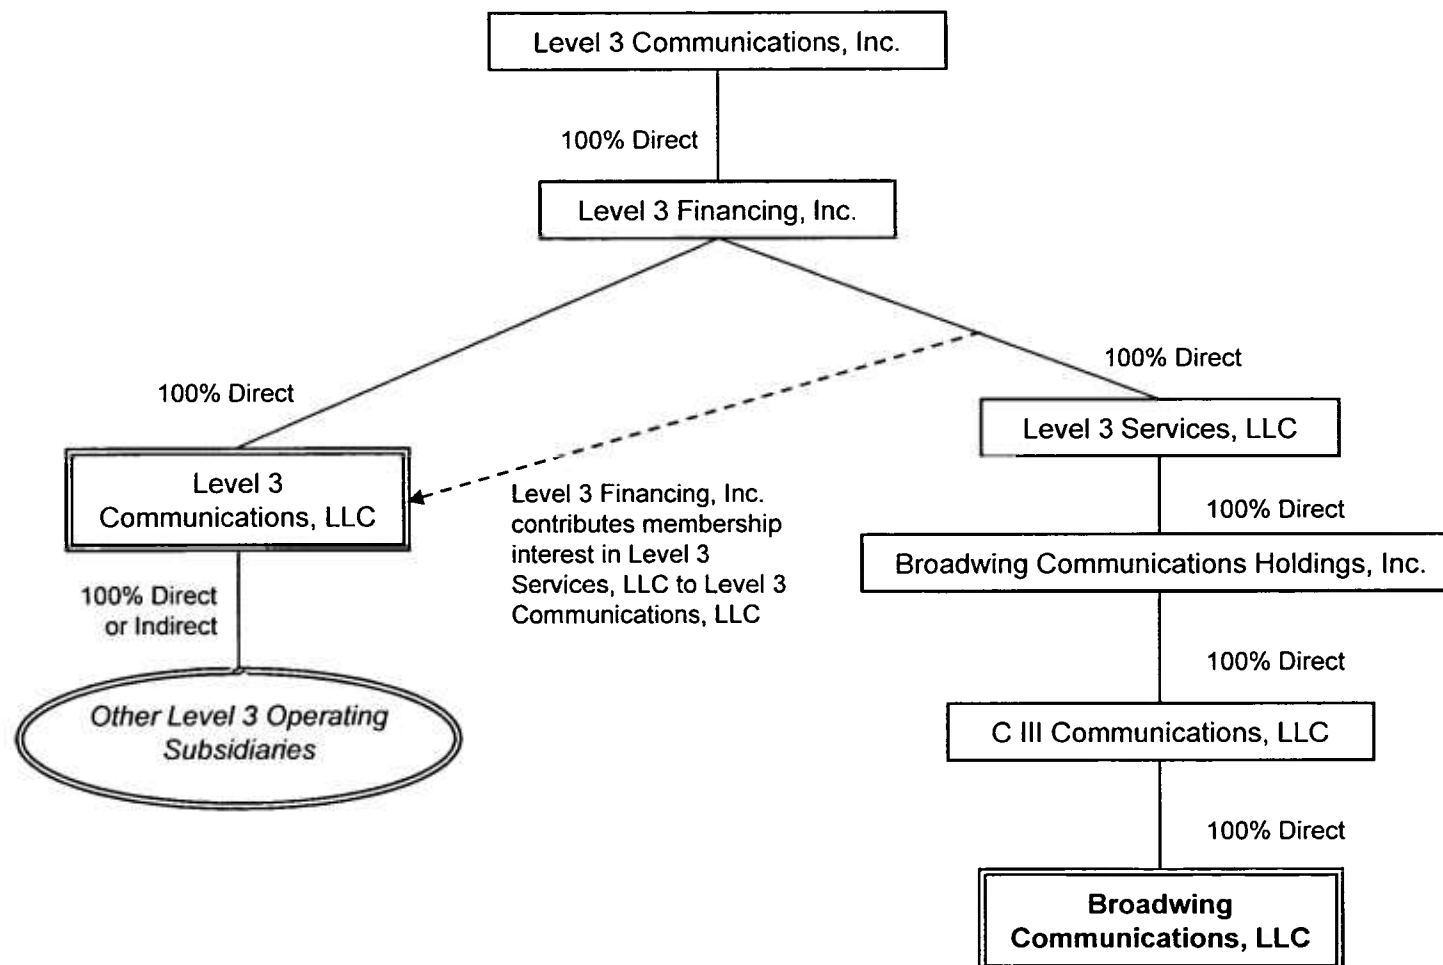 Level 3 Communications, Inc.
100% Direct
Level 3 Financing, Inc.
100% Direct
100% Direct
Level 3
Communications, LLC
Level 3 Services, LLC
Level 3 Financing, Inc.
contributes membership
interest in Level 3
Services, LLC to Level 3
Communications, LLC
100% Direct
Broadwing Communications Holdings, Inc.
100% Direct
or Indirect
100% Direct
Other Level 3 Operating
Subsidiaries
C III Communications, LLC
100% Direct
Broadwing
Communications, LLC